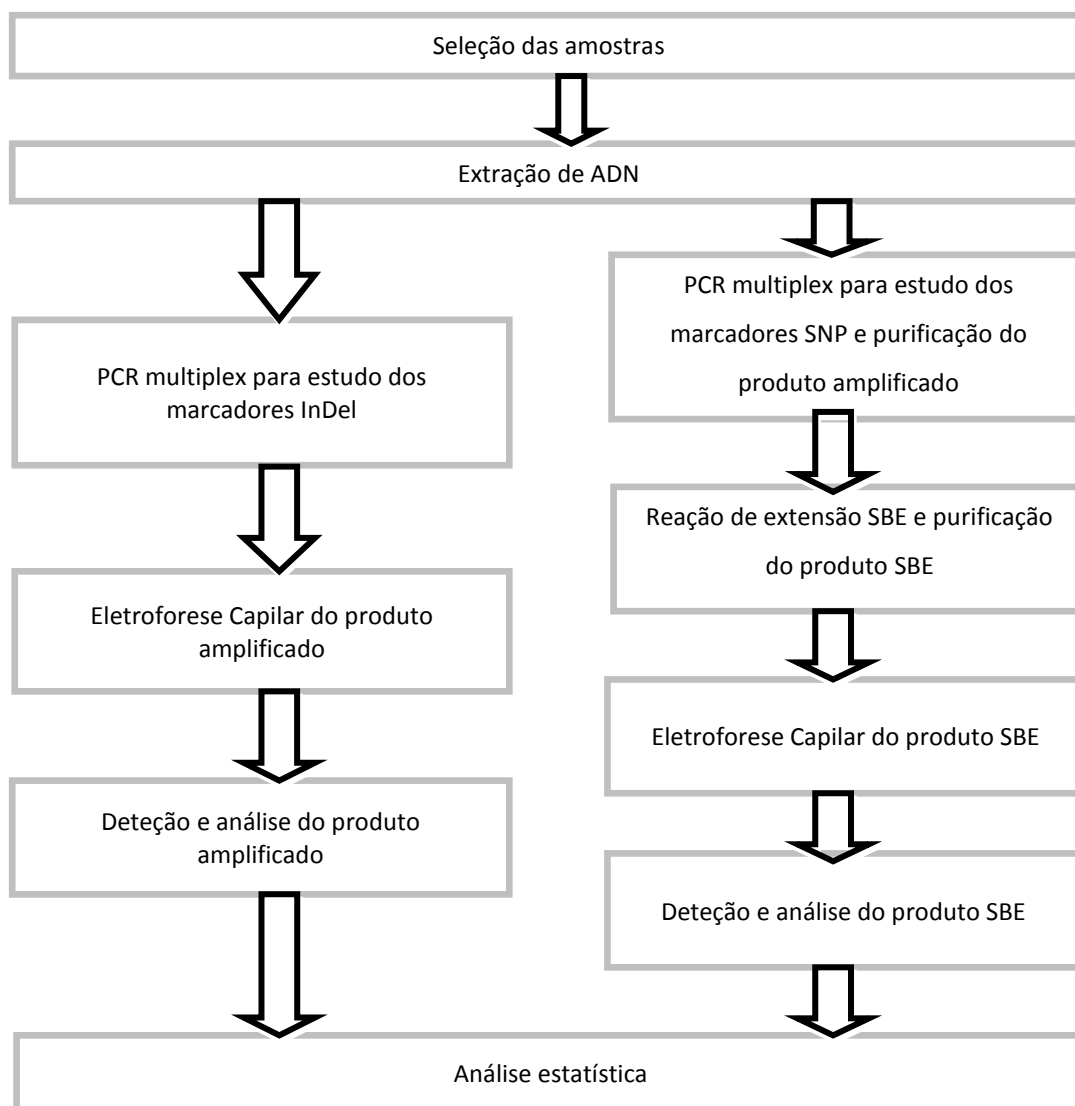 Seleção das amostras
Extração de ADN
PCR multiplex para estudo dos
marcadores InDel
Eletroforese Capilar do produto
amplificado
Deteção e análise do produto
amplificado
PCR multiplex para estudo dos
marcadores SNP e purificação do
produto amplificado
Reação de extensão SBE e purificação
do produto SBE
Eletroforese Capilar do produto SBE
Deteção e análise do produto SBE
Análise estatística